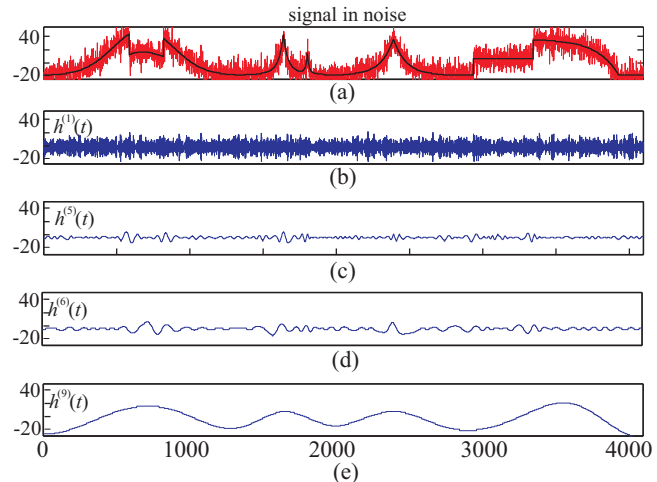 signal in noise
40
-20
(a)
h(1)(t)
40
-20
(b)
h(5)(t)
40
-20
(c)
h(6)(t)
40
-20
(d)
h(9)(t)
40
-20
0 1000 2000 3000 4000
(e)